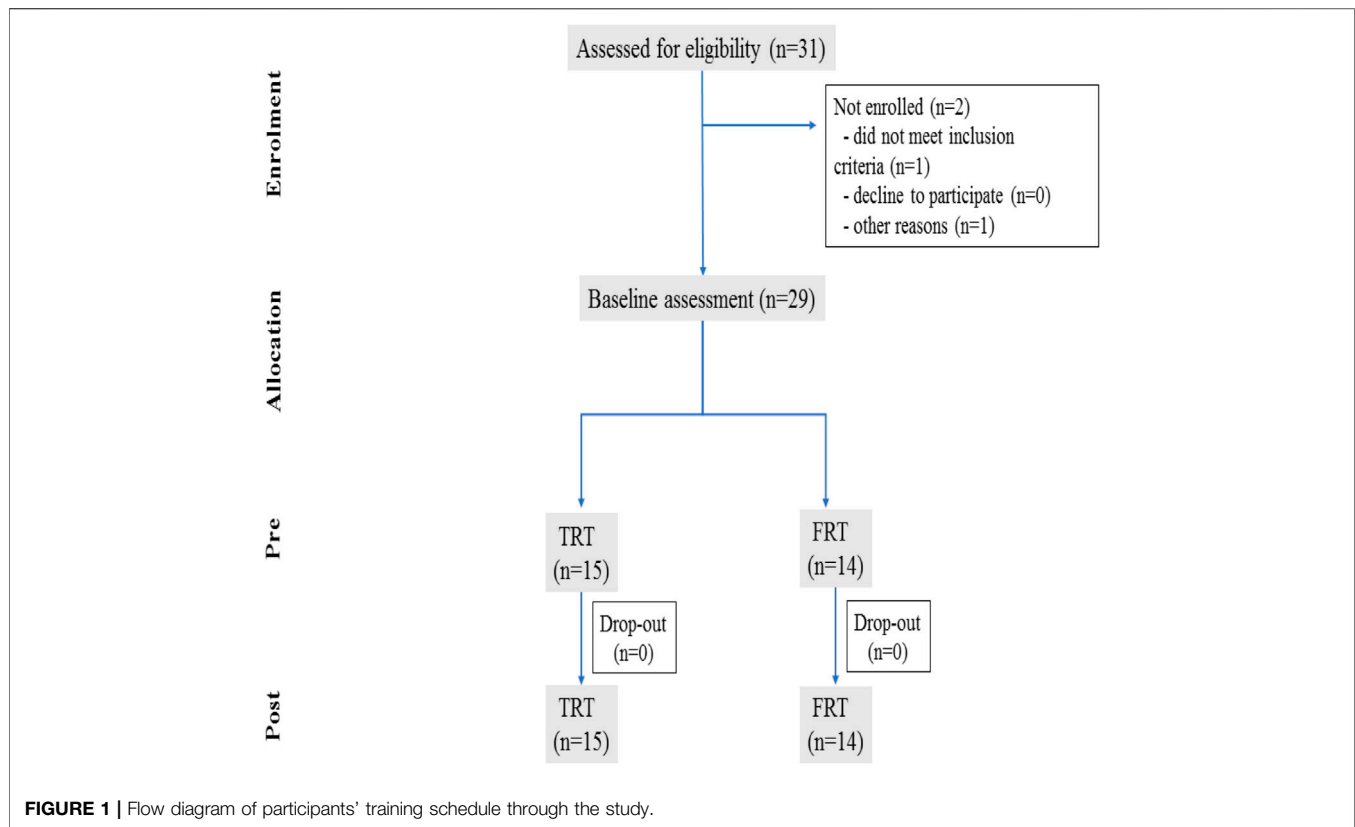 Enrolment
Assessed for eligibility (n=31)
Not enrolled (n=2)
- did not meet inclusion
criteria (n=1)
- decline to participate (n=0)
- other reasons (n=1)
Allocation
Baseline assessment (n=29)
Pre
TRT
(n=15)
FRT
(n=14)
Drop-out
(n=0)
Drop-out
(n=0)
Post
TRT
(n=15)
FRT
(n=14)
FIGURE 1 | Flow diagram of participants’ training schedule through the study.